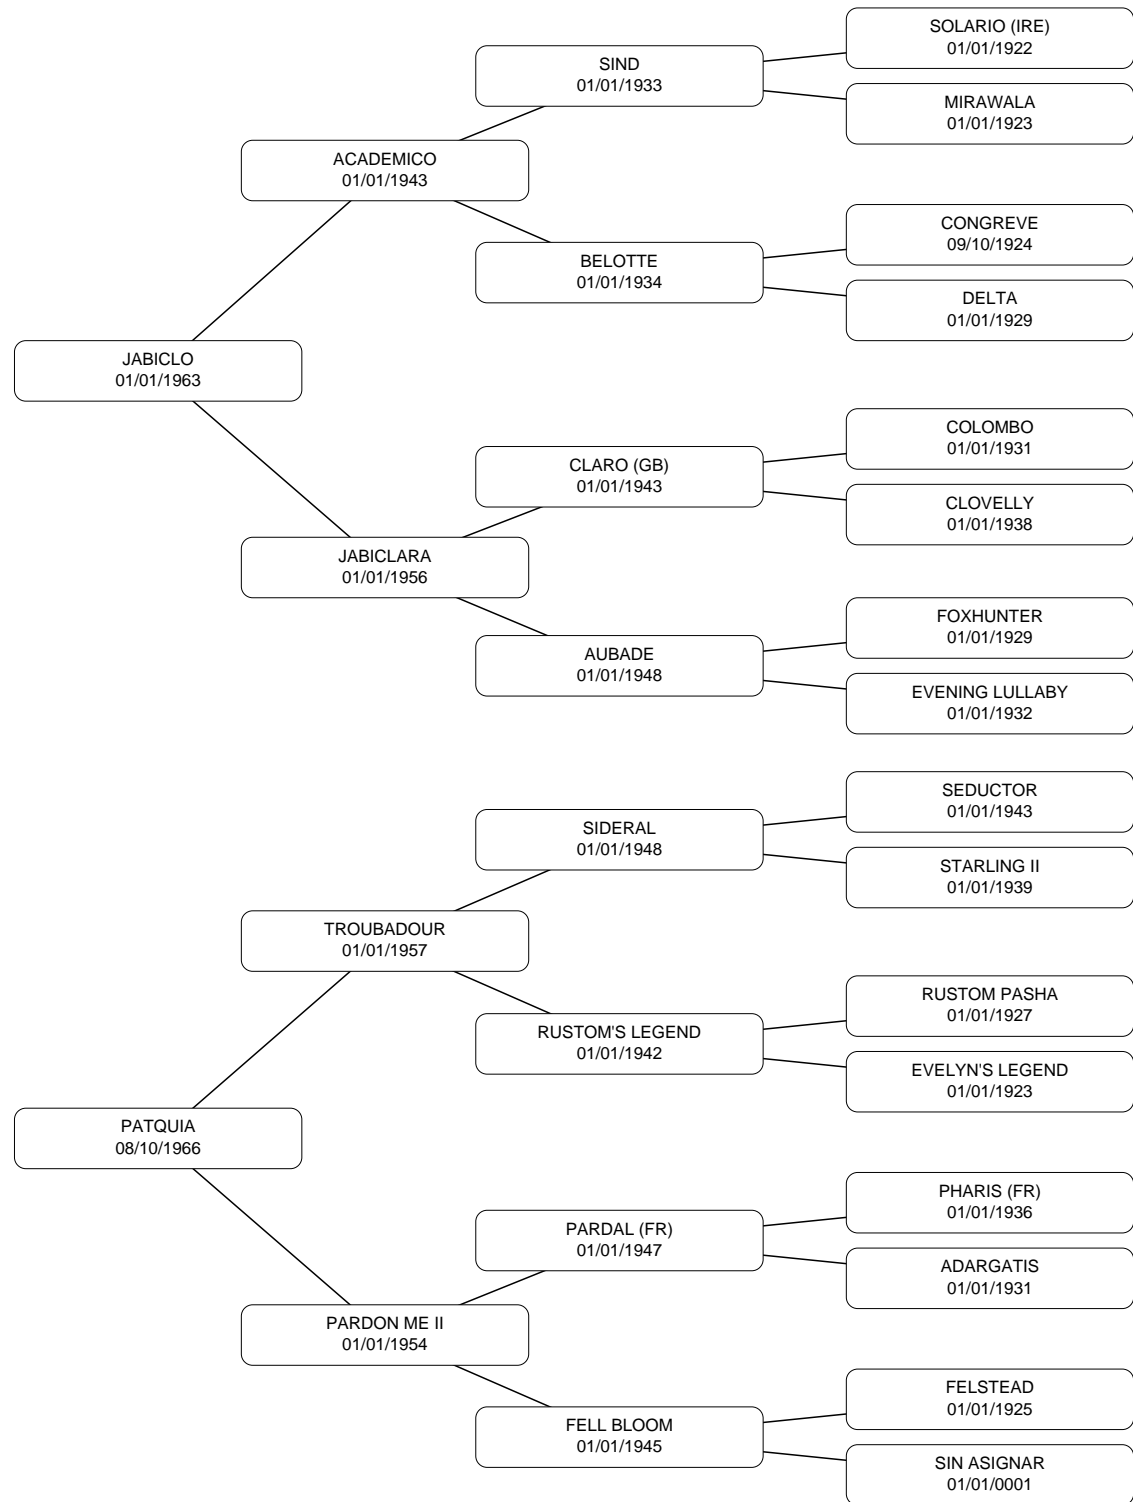 SOLARIO (IRE)
01/01/1922
SIND
01/01/1933
MIRAWALA
01/01/1923
ACADEMICO
01/01/1943
CONGREVE
09/10/1924
BELOTTE
01/01/1934
DELTA
01/01/1929
JABICLO
01/01/1963
COLOMBO
01/01/1931
CLARO (GB)
01/01/1943
CLOVELLY
01/01/1938
JABICLARA
01/01/1956
FOXHUNTER
01/01/1929
AUBADE
01/01/1948
EVENING LULLABY
01/01/1932
SEDUCTOR
01/01/1943
SIDERAL
01/01/1948
STARLING II
01/01/1939
TROUBADOUR
01/01/1957
RUSTOM PASHA
01/01/1927
RUSTOM'S LEGEND
01/01/1942
EVELYN'S LEGEND
01/01/1923
PATQUIA
08/10/1966
PHARIS (FR)
01/01/1936
PARDAL (FR)
01/01/1947
ADARGATIS
01/01/1931
PARDON ME II
01/01/1954
FELSTEAD
01/01/1925
FELL BLOOM
01/01/1945
SIN ASIGNAR
01/01/0001